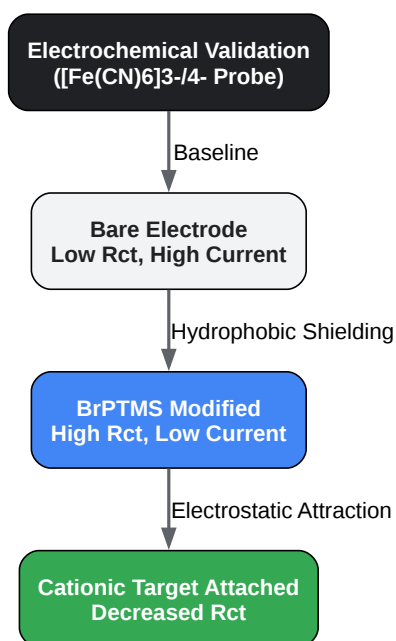 Electrochemical Validation
([Fe(CN)6]3-/4- Probe)
Baseline
Bare Electrode
Low Rct, High Current
Hydrophobic Shielding
BrPTMS Modified
High Rct, Low Current
Electrostatic Attraction
Cationic Target Attached
Decreased Rct